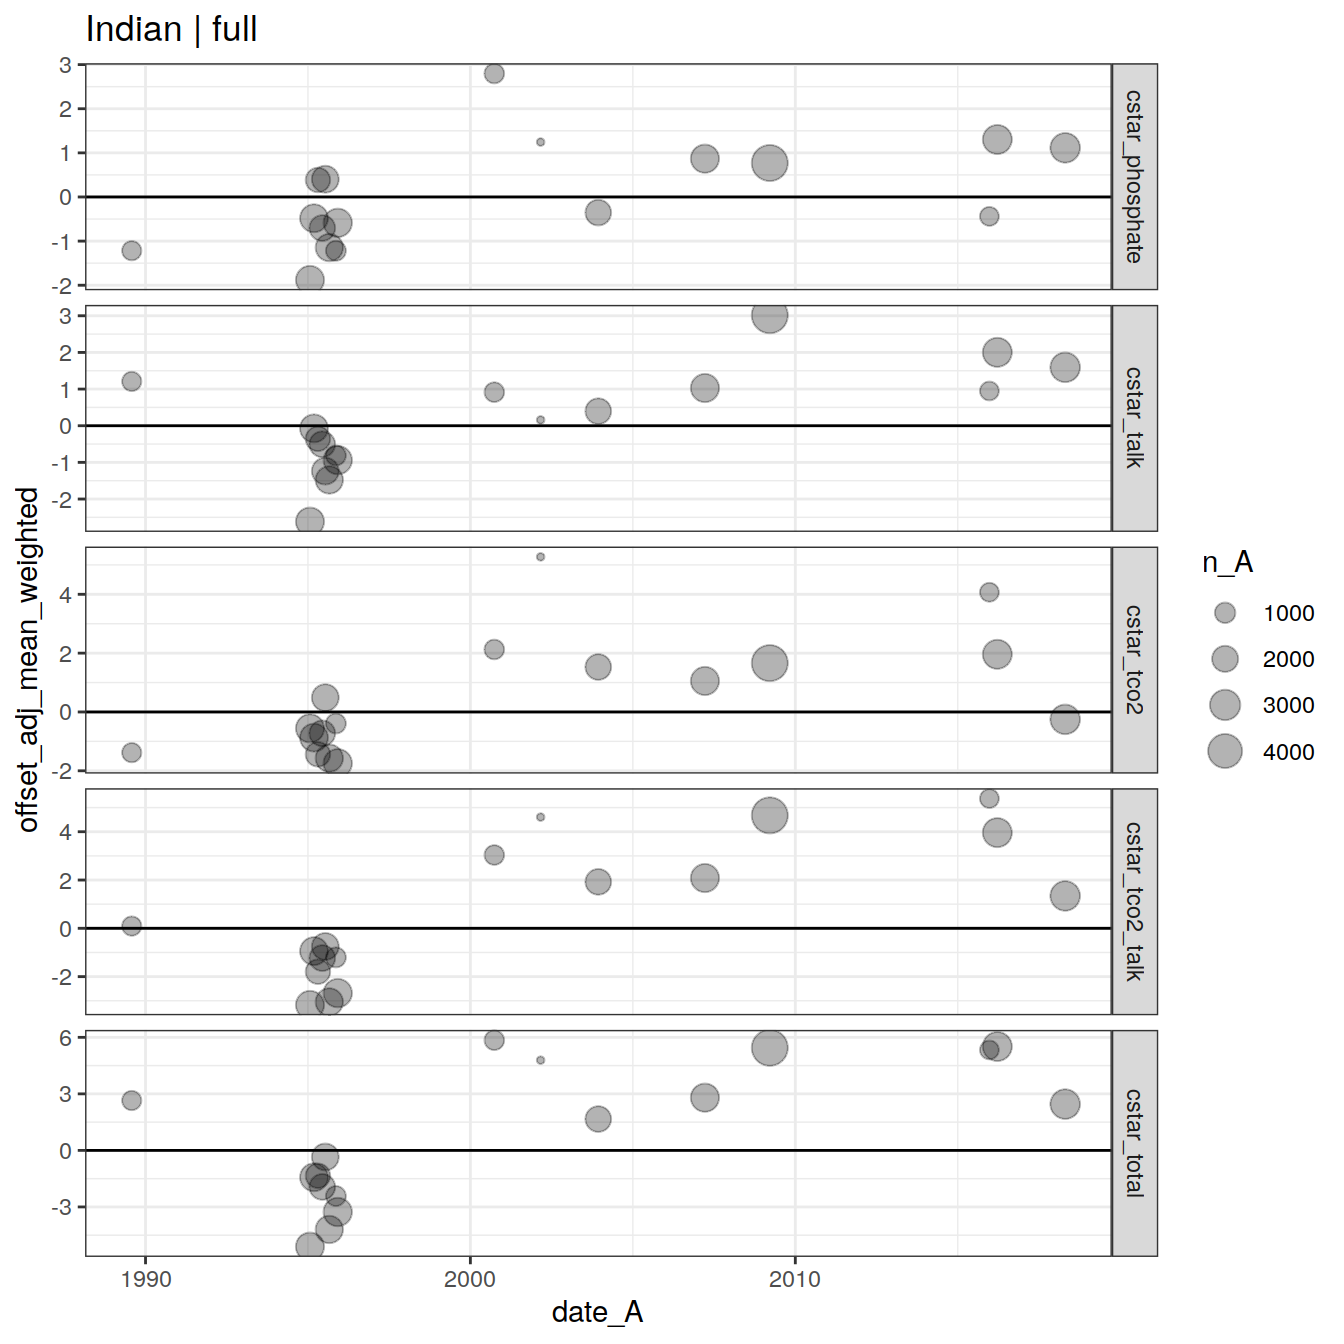 Indian | full
3
2
1
0
-1
-2
cstar_phosphate
3
2
1
0
-1
-2
cstar_talk
4
2
0
-2
cstar_tco2
4
2
0
-2
cstar_tco2_talk
6
3
0
-3
cstar_total
1990 2000 2010
date_A
offset_adj_mean_weighted
n_A
1000
2000
3000
4000